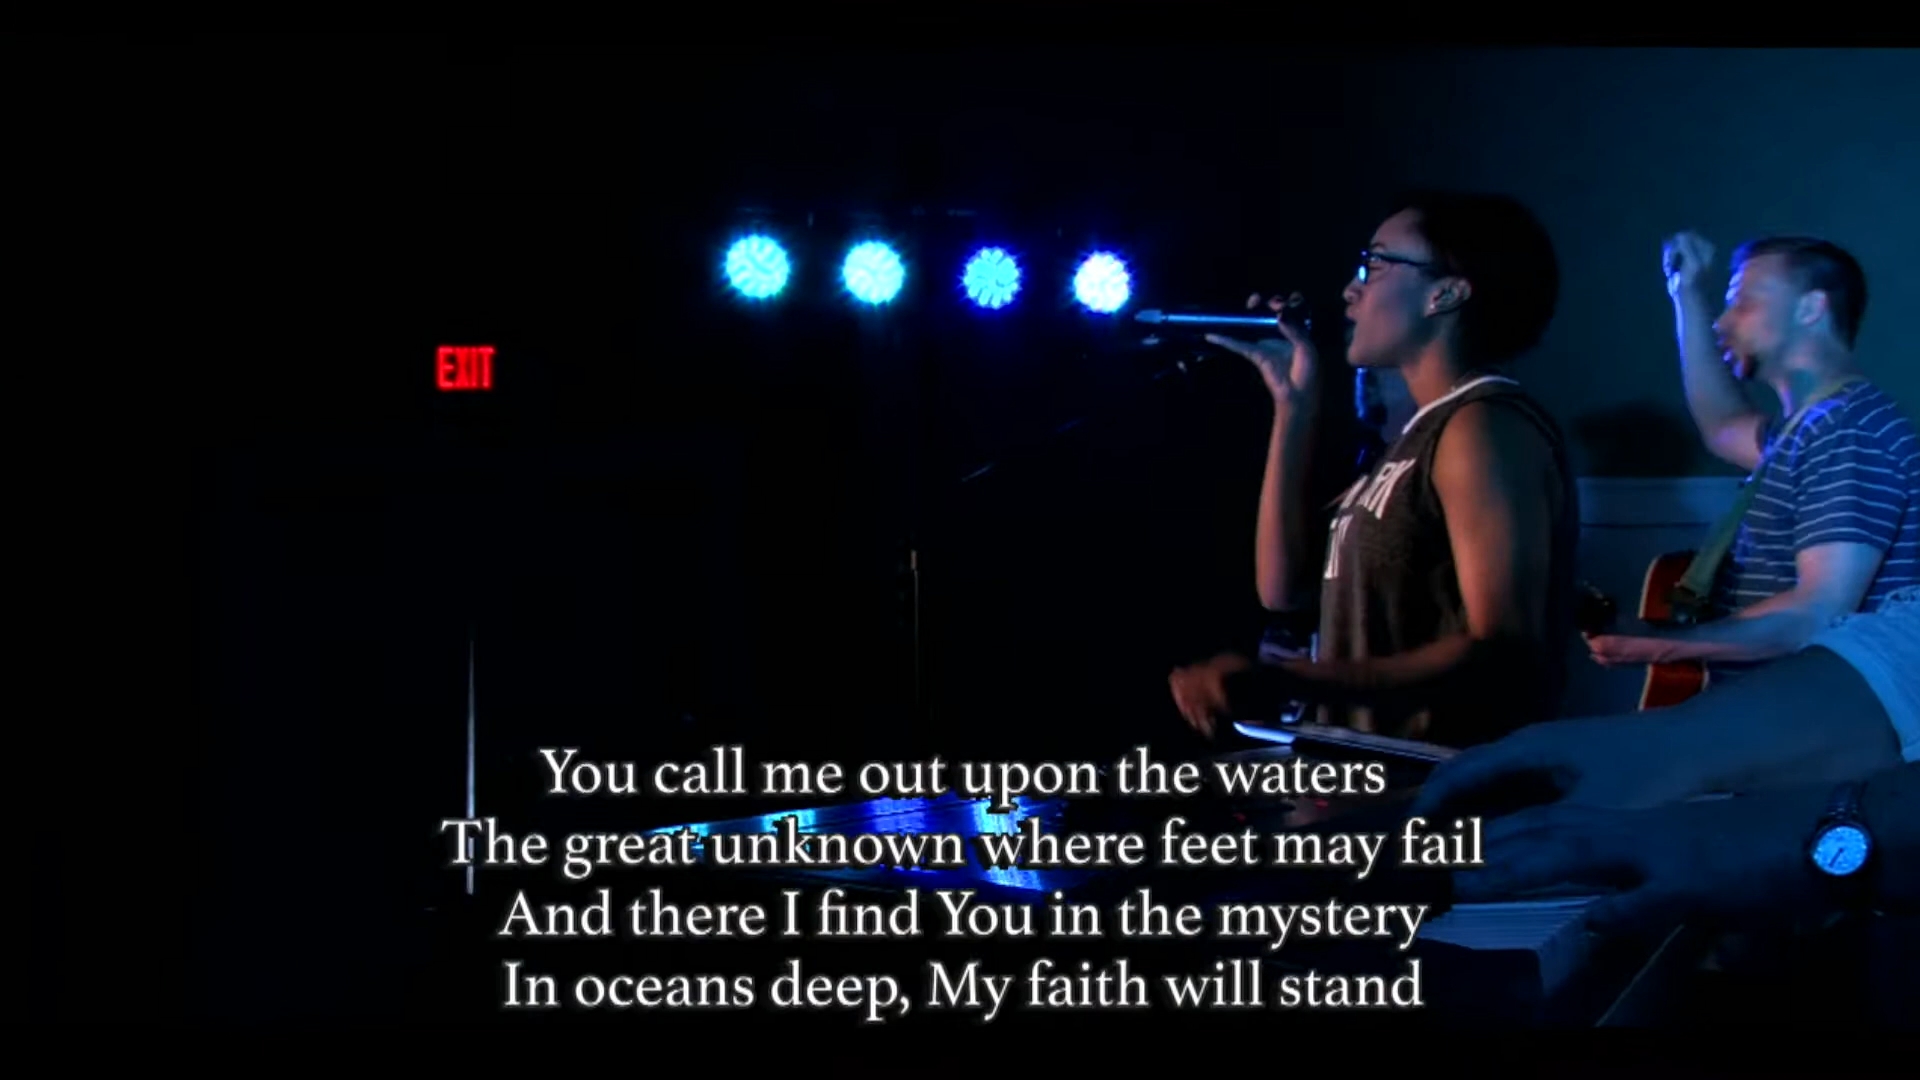 EXIT
You call me out upon the waters
The great unknown where feet may fail
And there I find You in the mystery
In oceans deep, My faith will stand